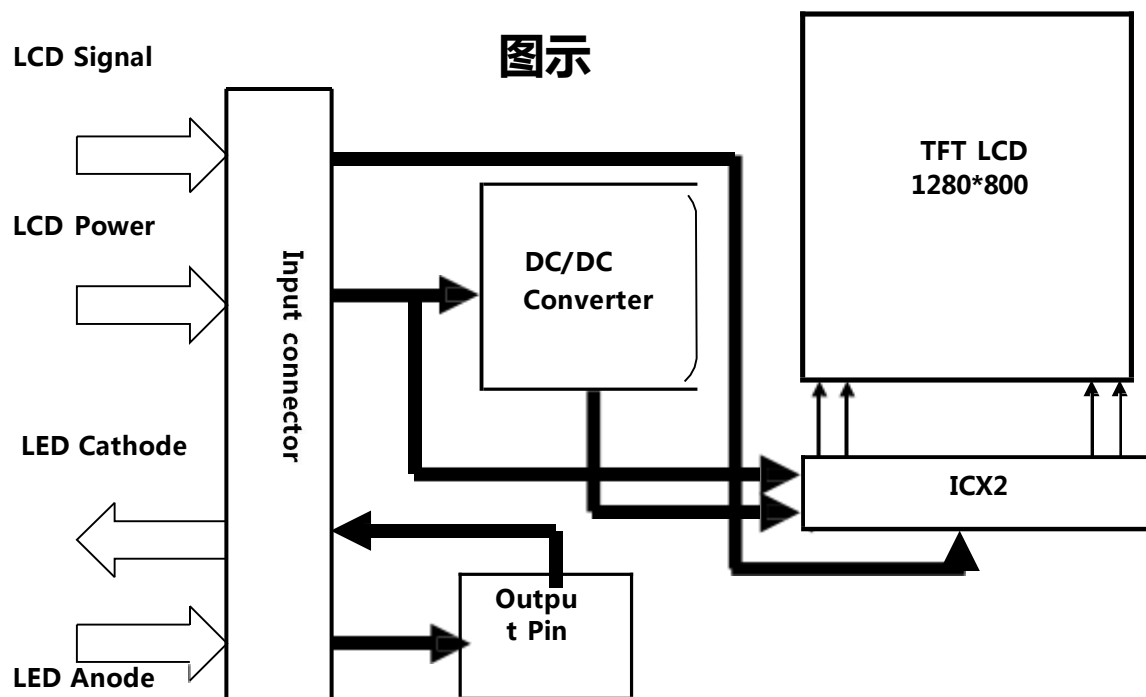 LCD Signal
图示
TFT LCD
1280*800
LCD Power
Input connector
DC/DC
Converter
LED Cathode
ICX2
Outpu
t Pin
LED Anode